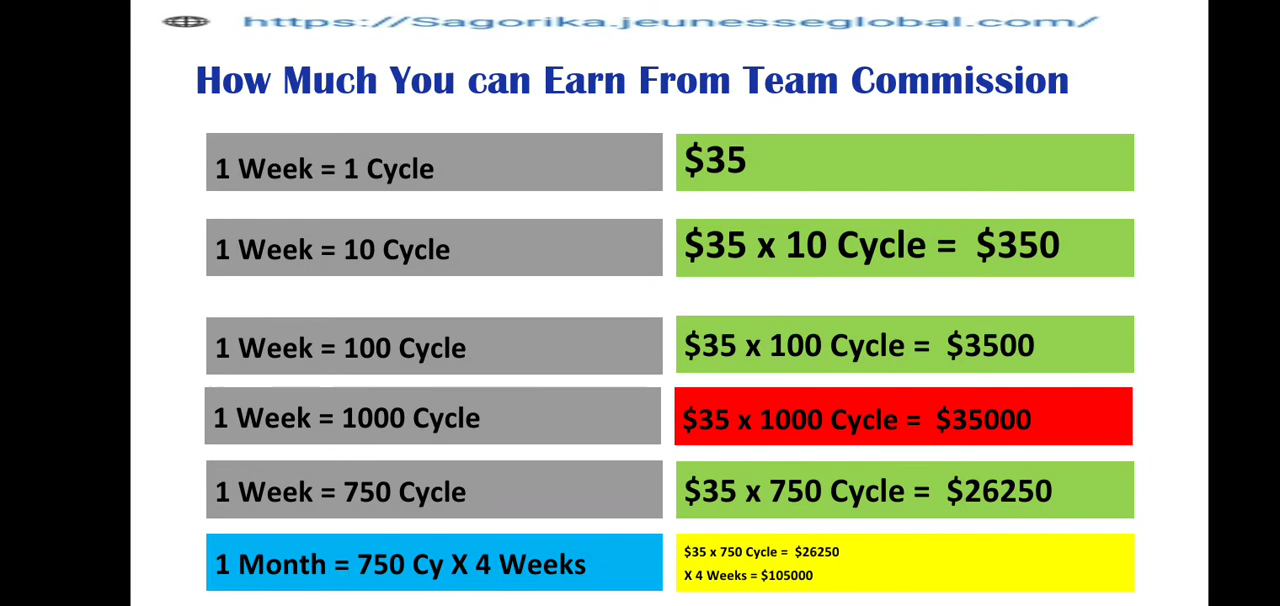 https://Sagorika.jeunesseglobal.com/
How Much You can Earn From Team Commission
1 Week = 1 Cycle
$35
1 Week = 10 Cycle
$35 x 10 Cycle = $350
1 Week = 100 Cycle
$35 x 100 Cycle = $3500
1 Week = 1000 Cycle
$35 x 1000 Cycle = $35000
1 Week = 750 Cycle
$35 x 750 Cycle = $26250
1 Month = 750 Cy X 4 Weeks
$35 x 750 Cycle = $26250
X 4 Weeks = $105000